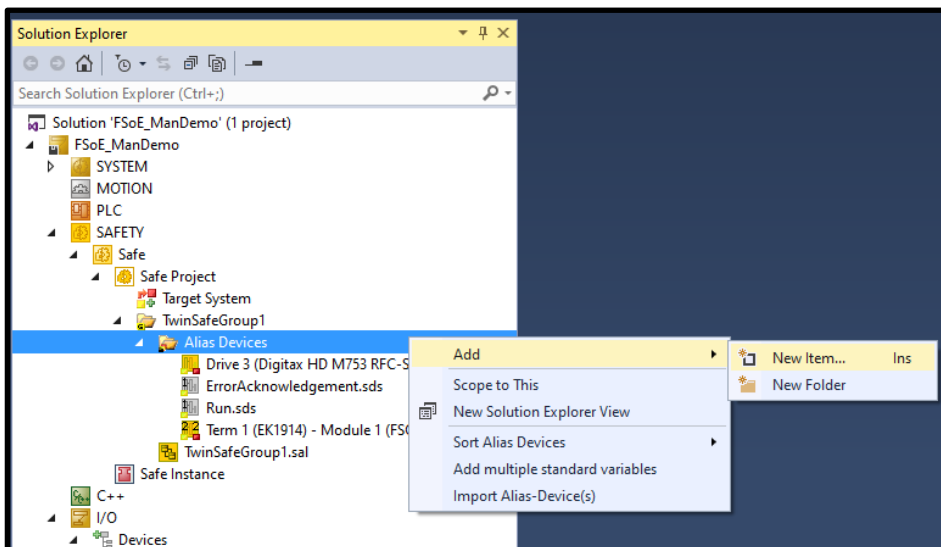 Solution Explorer
Search Solution Explorer (Ctrl+;)
Solution 'FSoE_ManDemo' (1 project)
FSoE_ManDemo
SYSTEM
MOTION
PLC
SAFETY
Safe
Safe Project
Target System
TwinSafeGroup1
Alias Devices
Drive 3 (Digitax HD M753 RFC-S
ErrorAcknowledgement.sds
Run.sds
Term 1 (EK1914) - Module 1 (FSO
TwinSafeGroup1.sal
Safe Instance
C++
I/O
Devices
Add
Scope to This
New Solution Explorer View
Sort Alias Devices
Add multiple standard variables
Import Alias-Device(s)
New Item... Ins
New Folder